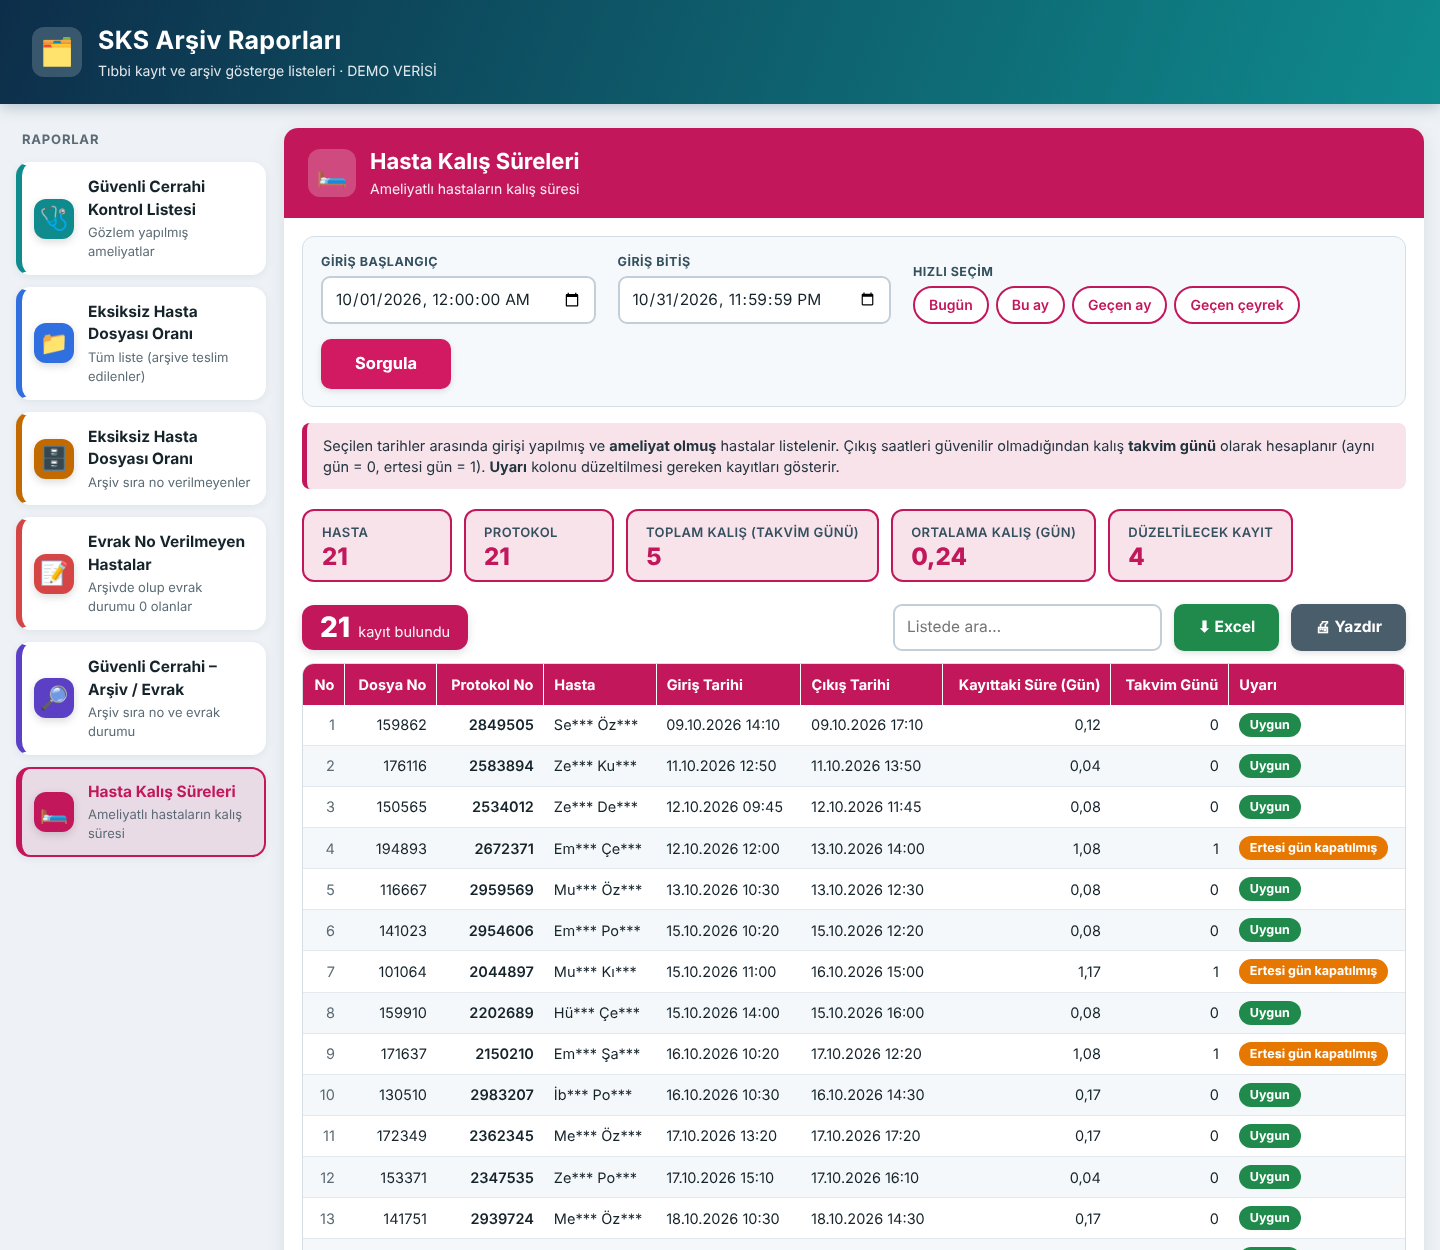 SKS Arşiv Raporları
Tıbbi kayıt ve arşiv gösterge listeleri · DEMO VERİSİ
RAPORLAR
Güvenli Cerrahi
Kontrol Listesi
Gözlem yapılmış
ameliyatlar
Eksiksiz Hasta
Dosyası Oranı
Tüm liste (arşive teslim
edilenler)
Eksiksiz Hasta
Dosyası Oranı
Arşiv sıra no verilmeyenler
Evrak No Verilmeyen
Hastalar
Arşivde olup evrak
durumu 0 olanlar
Güvenli Cerrahi –
Arşiv / Evrak
Arşiv sıra no ve evrak
durumu
Hasta Kalış Süreleri
Ameliyatlı hastaların kalış
süresi
Hasta Kalış Süreleri
Ameliyatlı hastaların kalış süresi
GİRİŞ BAŞLANGIÇ
10/01/2026, 12:00:00 AM
GİRİŞ BİTİŞ
10/31/2026, 11:59:59 PM
HIZLI SEÇİM
Bugün Bu ay Geçen ay Geçen çeyrek
Sorgula
Seçilen tarihler arasında girişi yapılmış ve ameliyat olmuş hastalar listelenir. Çıkış saatleri güvenilir olmadığından kalış takvim günü olarak hesaplanır (aynı
gün = 0, ertesi gün = 1). Uyarı kolonu düzeltilmesi gereken kayıtları gösterir.
HASTA
21
PROTOKOL
21
TOPLAM KALIŞ (TAKVİM GÜNÜ)
5
ORTALAMA KALIŞ (GÜN)
0,24
DÜZELTİLECEK KAYIT
4
21 kayıt bulundu
Listede ara...
⬇ Excel
🖨 Yazdır
No Dosya No Protokol No Hasta Giriş Tarihi Çıkış Tarihi Kayıttaki Süre (Gün) Takvim Günü Uyarı
1 159862 2849505 Se*** Öz*** 09.10.2026 14:10 09.10.2026 17:10 0,12 0 Uygun
2 176116 2583894 Ze*** Ku*** 11.10.2026 12:50 11.10.2026 13:50 0,04 0 Uygun
3 150565 2534012 Ze*** De*** 12.10.2026 09:45 12.10.2026 11:45 0,08 0 Uygun
4 194893 2672371 Em*** Çe*** 12.10.2026 12:00 13.10.2026 14:00 1,08 1 Ertesi gün kapatılmış
5 116667 2959569 Mu*** Öz*** 13.10.2026 10:30 13.10.2026 12:30 0,08 0 Uygun
6 141023 2954606 Em*** Po*** 15.10.2026 10:20 15.10.2026 12:20 0,08 0 Uygun
7 101064 2044897 Mu*** Kı*** 15.10.2026 11:00 16.10.2026 15:00 1,17 1 Ertesi gün kapatılmış
8 159910 2202689 Hü*** Çe*** 15.10.2026 14:00 15.10.2026 16:00 0,08 0 Uygun
9 171637 2150210 Em*** Şa*** 16.10.2026 10:20 17.10.2026 12:20 1,08 1 Ertesi gün kapatılmış
10 130510 2983207 İb*** Po*** 16.10.2026 10:30 16.10.2026 14:30 0,17 0 Uygun
11 172349 2362345 Me*** Öz*** 17.10.2026 13:20 17.10.2026 17:20 0,17 0 Uygun
12 153371 2347535 Ze*** Po*** 17.10.2026 15:10 17.10.2026 16:10 0,04 0 Uygun
13 141751 2939724 Me*** Öz*** 18.10.2026 10:30 18.10.2026 14:30 0,17 0 Uygun